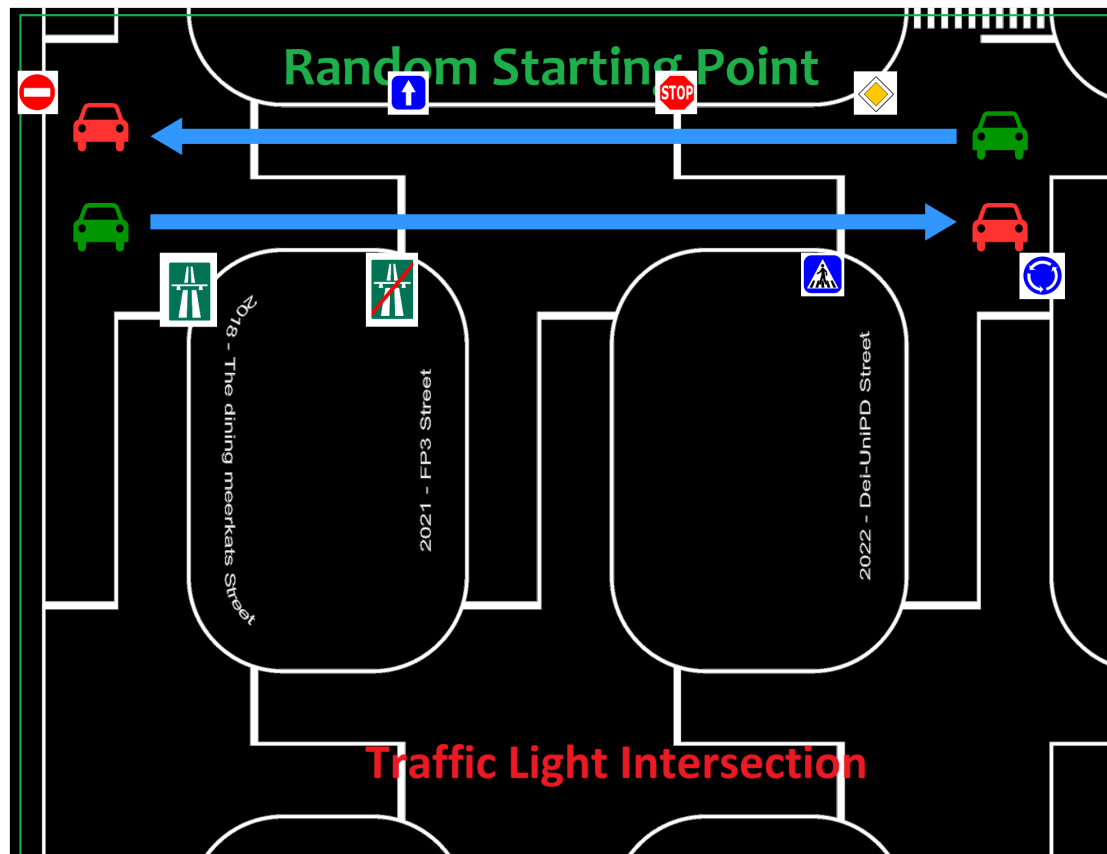 Random Starting Point
STOP
2018 - The dining meerkats Street
2021 - FP3 Street
2022 - Dei-UniPD Street
Traffic Light Intersection